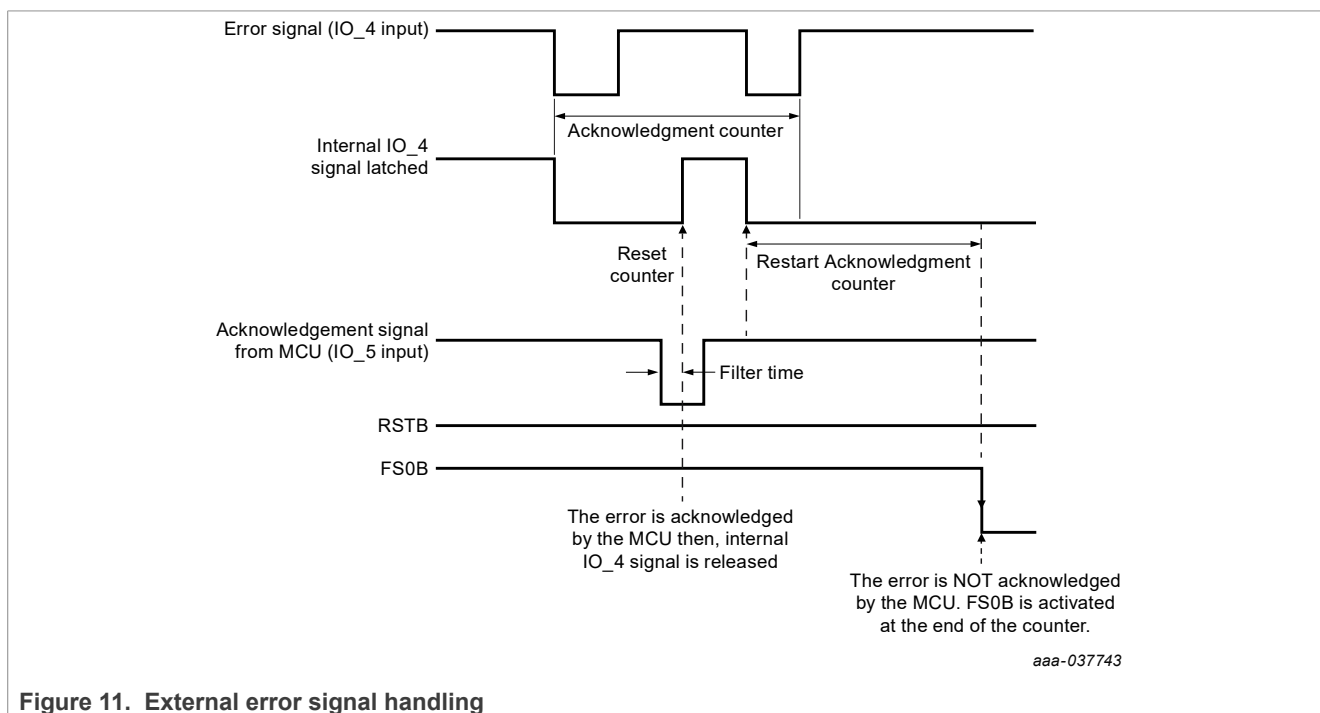 Error signal (IO_4 input)
Acknowledgment counter
Internal IO_4
signal latched
Reset
counter
Restart Acknowledgment
counter
Acknowledgement signal
from MCU (IO_5 input)
Filter time
RSTB
FS0B
The error is acknowledged
by the MCU then, internal
IO_4 signal is released
The error is NOT acknowledged
by the MCU. FS0B is activated
at the end of the counter.
aaa-037743
Figure 11. External error signal handling